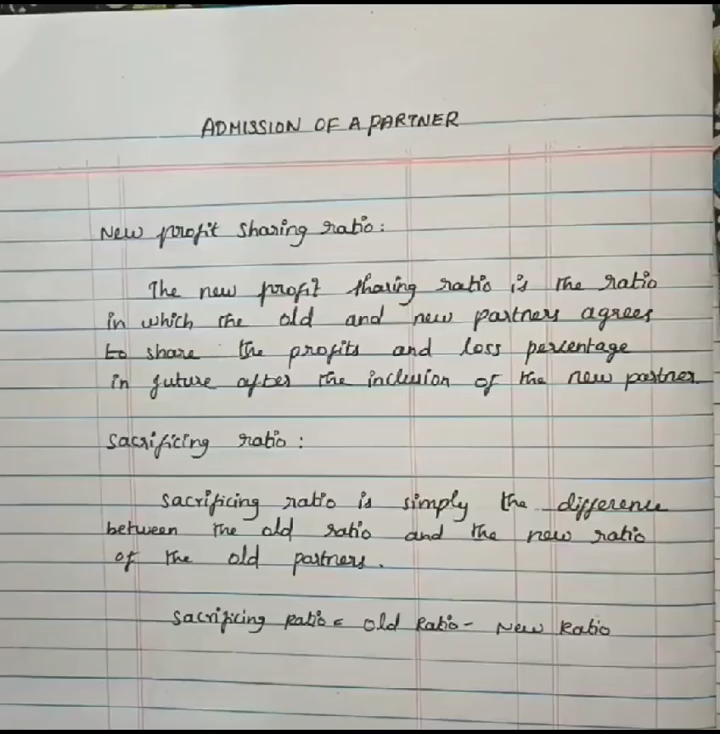 ADMISSION OF A PARTNER
New profit sharing ratio:
The new profit sharing ratio is the ratio
in which the old and new partners agrees
to share the profits and loss percentage
in future after the inclusion of the new partner
Sacrificing ratio:
Sacrificing ratio is simply the difference
between the old ratio and the new ratio
of the old partners.
Sacrificing Ratio = Old Ratio - New Ratio